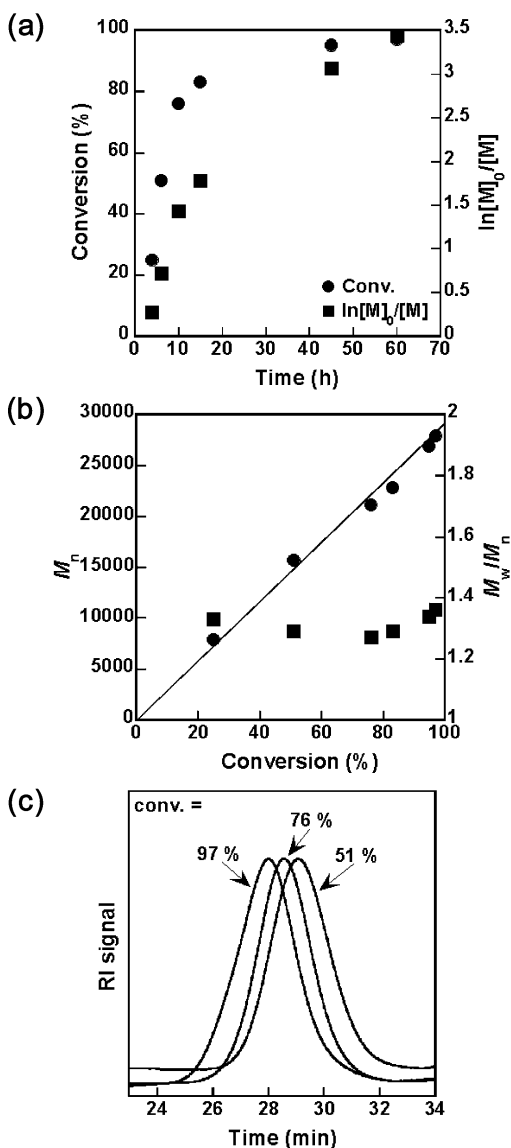 (a)
100
80
60
40
20
0
Conversion (%)
3.5
3
2.5
2
1.5
1
0.5
0
ln[M]0/[M]
Conv.
ln[M]0/[M]
0 10 20 30 40 50 60 70
Time (h)
(b)
30000
25000
20000
15000
10000
5000
0
Mn
2
1.8
1.6
1.4
1.2
1
Mw/Mn
0 20 40 60 80 100
Conversion (%)
(c)
conv. =
76 %
97 %
51 %
RI signal
24 26 28 30 32 34
Time (min)